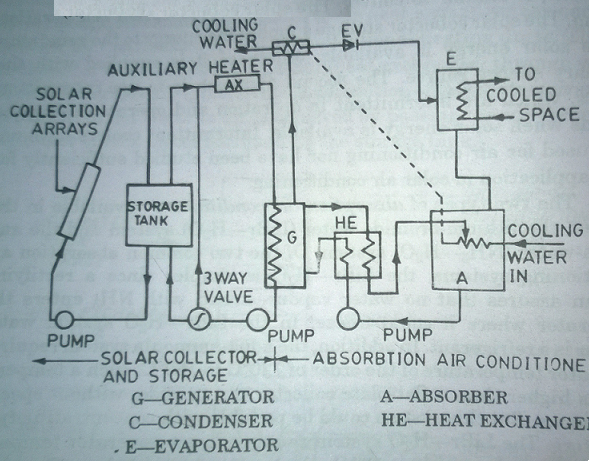 COOLING
WATER
C
EV
E
AUXILIARY HEATER
AX
TO
COOLED
SPACE
SOLAR
COLLECTION
ARRAYS
STORAGE
TANK
G
HE
COOLING
WATER
IN
A
3WAY
VALVE
PUMP
PUMP
PUMP
SOLAR COLLECTOR
AND STORAGE
ABSORBTION AIR CONDITIONE
G—GENERATOR
A—ABSORBER
C—CONDENSER
HE—HEAT EXCHANGE
E—EVAPORATOR